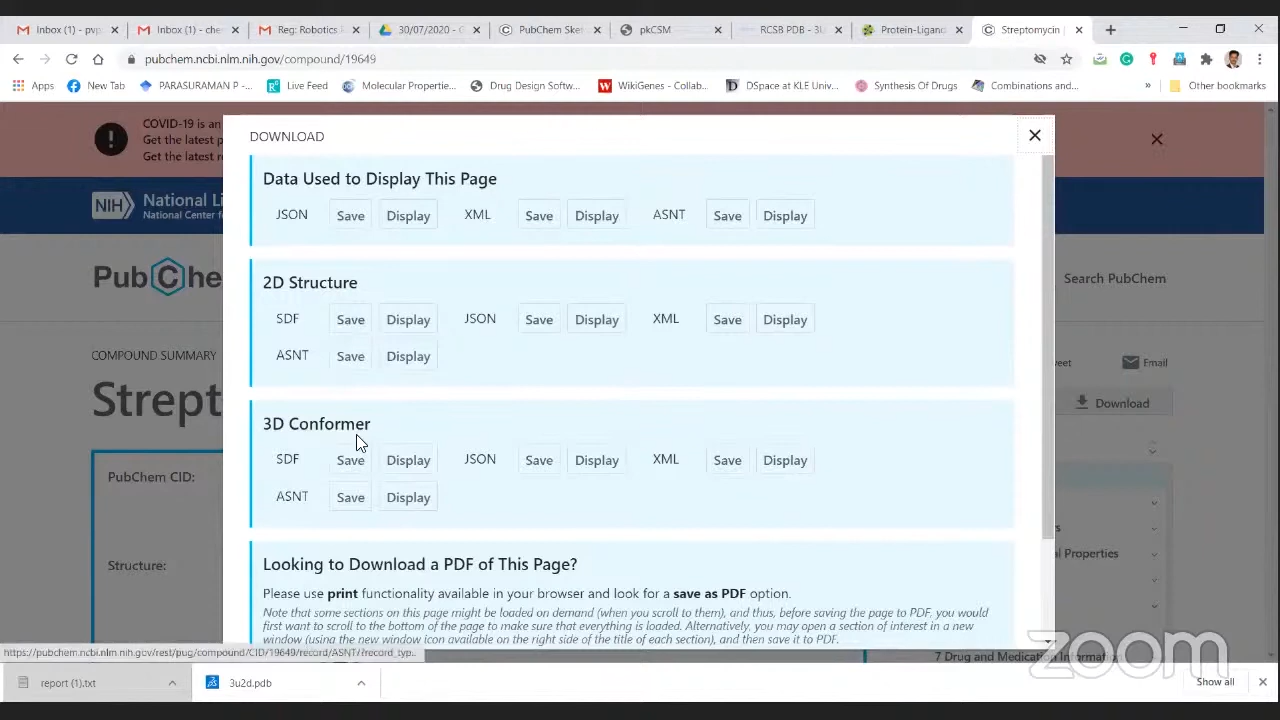 Inbox (1) - pvp
Inbox (1) - che
Reg: Robotics
30/07/2020 - C
PubChem Sker
pkCSM
RCSB PDB - 3U
Protein-Ligand
Streptomycin |
pubchem.ncbi.nlm.nih.gov/compound/19649
Apps
New Tab
PARASURAMAN P -...
Live Feed
Molecular Properties...
Drug Design Softw...
WikiGenes - Collab...
DSpace at KLE Univ...
Synthesis Of Drugs
Combinations and...
»
Other bookmarks
COVID-19 is an
Get the latest p
Get the latest r
NIH
National Li
National Center for
PubChe
Search PubChem
COMPOUND SUMMARY
Strept
weet
Email
Download
PubChem CID:
Structure:
DOWNLOAD
Data Used to Display This Page
JSON Save Display XML Save Display ASNT Save Display
2D Structure
SDF Save Display JSON Save Display XML Save Display
ASNT Save Display
3D Conformer
SDF Save Display JSON Save Display XML Save Display
ASNT Save Display
Looking to Download a PDF of This Page?
Please use print functionality available in your browser and look for a save as PDF option.
Note that some sections on this page might be loaded on demand (when you scroll to them), and thus, before saving the page to PDF, you would
first want to scroll to the bottom of the page to make sure that everything is loaded. Alternatively, you may open a section of interest in a new
window (using the new window icon available on the right side of the title of each section), and then save it to PDF.
al Properties
7 Drug and Medication Information
https://pubchem.ncbi.nlm.nih.gov/rest/pug/compound/CID/19649/record/ASNT/?record_typ...
zoom
report (1).txt
3u2d.pdb
Show all